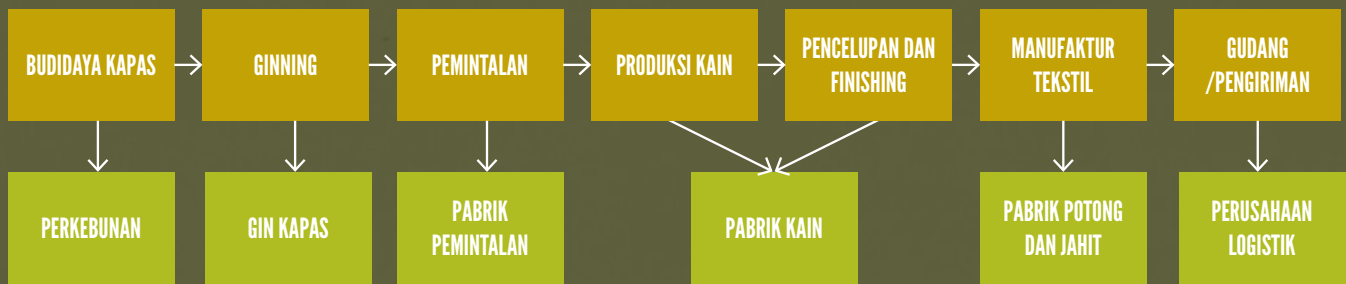 BUDIDAYA KAPAS
GINNING
PEMINTALAN
PRODUKSI KAIN
PENCELUPAN DAN
FINISHING
MANUFAKTUR
TEKSTIL
GUDANG
/PENGIRIMAN
PERKEBUNAN
GIN KAPAS
PABRIK
PEMINTALAN
PABRIK KAIN
PABRIK POTONG
DAN JAHIT
PERUSAHAAN
LOGISTIK